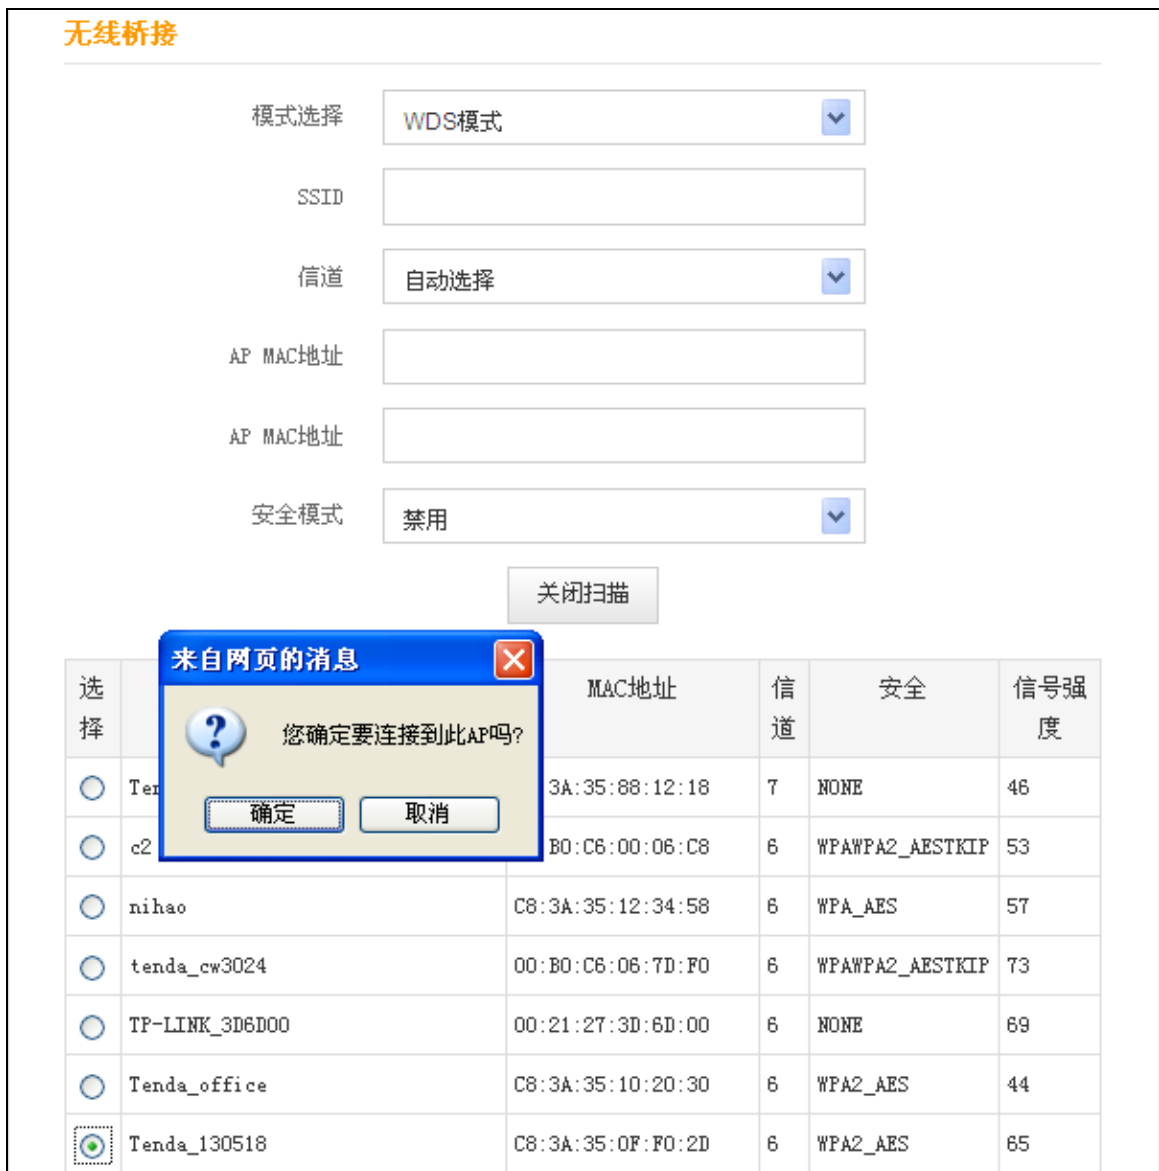 无线桥接
模式选择 WDS模式
SSID
信道 自动选择
AP MAC地址
AP MAC地址
安全模式 禁用
关闭扫描
来自网页的消息
您确定要连接到此AP吗?
确定 取消
选择 MAC地址 信道 安全 信号强度
3A:35:88:12:18 7 NONE 46
c2 B0:C6:00:06:C8 6 WPAWPA2_AESTKIP 53
nihao C8:3A:35:12:34:58 6 WPA_AES 57
tenda_cw3024 00:B0:C6:06:7D:F0 6 WPAWPA2_AESTKIP 73
TP-LINK_3D6D00 00:21:27:3D:6D:00 6 NONE 69
Tenda_office C8:3A:35:10:20:30 6 WPA2_AES 44
Tenda_130518 C8:3A:35:0F:F0:2D 6 WPA2_AES 65